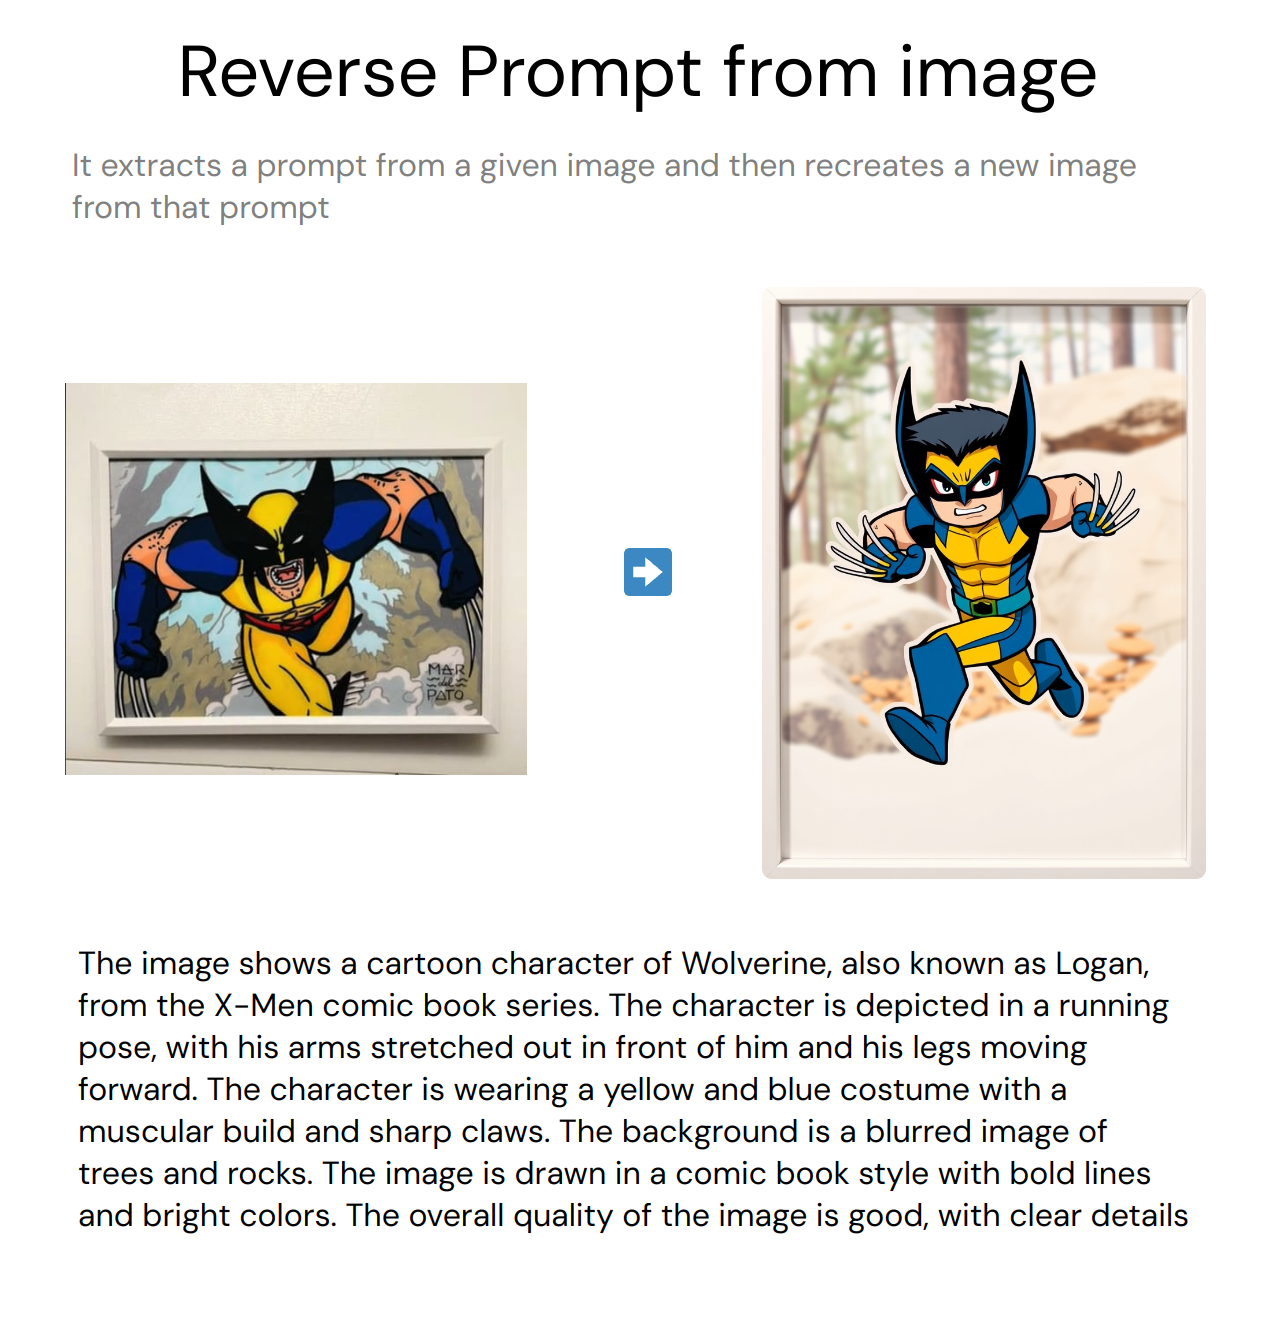 Reverse Prompt from image
It extracts a prompt from a given image and then recreates a new image
from that prompt
MAR
del
PATO
The image shows a cartoon character of Wolverine, also known as Logan,
from the X-Men comic book series. The character is depicted in a running
pose, with his arms stretched out in front of him and his legs moving
forward. The character is wearing a yellow and blue costume with a
muscular build and sharp claws. The background is a blurred image of
trees and rocks. The image is drawn in a comic book style with bold lines
and bright colors. The overall quality of the image is good, with clear details